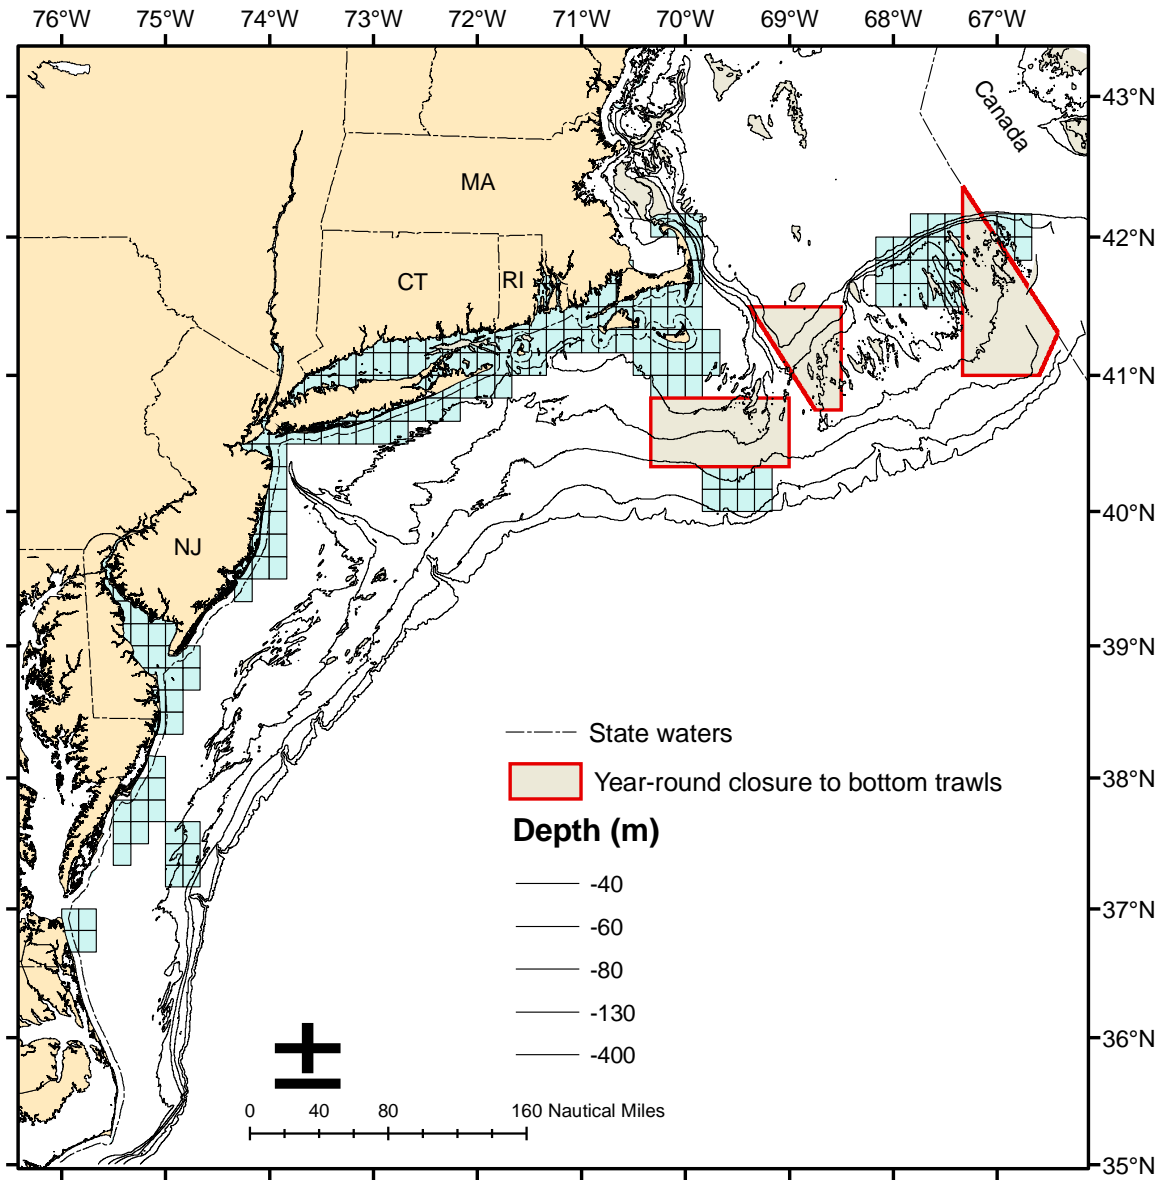 76°W 75°W 74°W 73°W 72°W 71°W 70°W 69°W 68°W 67°W
43°N
Canada
MA
42°N
CT
RI
41°N
40°N
NJ
39°N
State waters
38°N
Year-round closure to bottom trawls
Depth (m)
-40
37°N
-60
-80
-130
36°N
-400
0 40 80 160 Nautical Miles
35°N